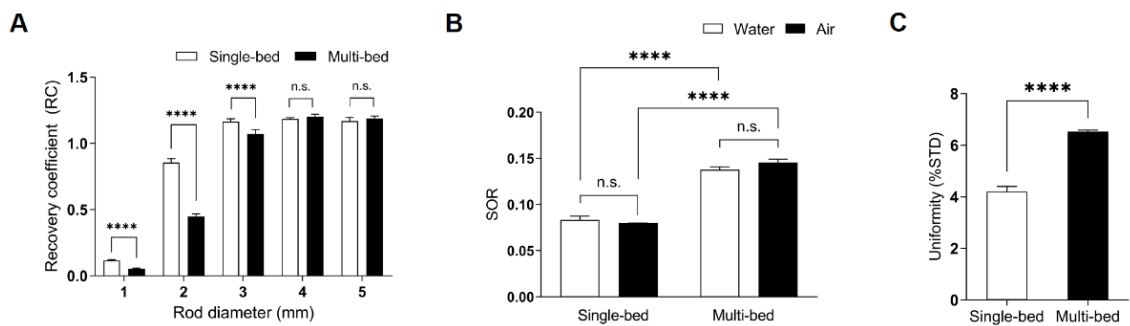 A
Single-bed Multi-bed
Recovery coefficient (RC)
1.5
1.0
0.5
0.0
**** **** **** n.s. n.s.
1 2 3 4 5
Rod diameter (mm)
B
Water Air
SOR
0.20
0.15
0.10
0.05
0.00
****
****
n.s.
n.s.
Single-bed Multi-bed
C
Uniformity (%STD)
8
6
4
2
0
****
Single-bed Multi-bed